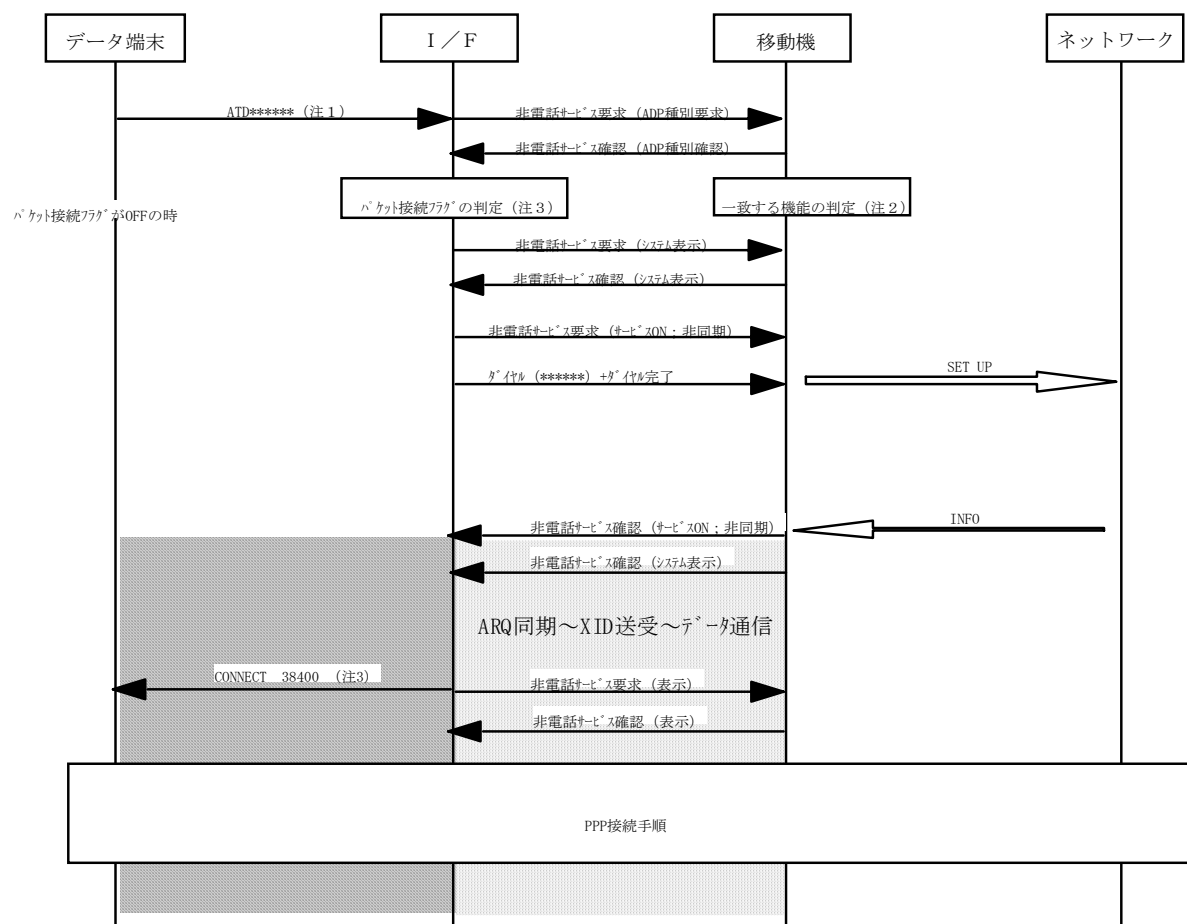 データ端末
Ｉ／Ｆ
移動機
ネットワーク
ATD******（注１）
非電話ｻｰﾋﾞｽ要求（ADP種別要求）
非電話ｻｰﾋﾞｽ確認（ADP種別確認）
ﾊﾟｹｯﾄ接続ﾌﾗｸﾞがOFFの時
ﾊﾟｹｯﾄ接続ﾌﾗｸﾞの判定（注３）
一致する機能の判定（注２）
非電話ｻｰﾋﾞｽ要求（ｼｽﾃﾑ表示）
非電話ｻｰﾋﾞｽ確認（ｼｽﾃﾑ表示）
非電話ｻｰﾋﾞｽ要求（ｻｰﾋﾞｽON；非同期）
ﾀﾞｲﾔﾙ（******）+ﾀﾞｲﾔﾙ完了
SET UP
非電話ｻｰﾋﾞｽ確認（ｻｰﾋﾞｽON；非同期）
INFO
非電話ｻｰﾋﾞｽ確認（ｼｽﾃﾑ表示）
ARQ同期～XID送受～ﾃﾞｰﾀ通信
CONNECT 38400 （注3）
非電話ｻｰﾋﾞｽ要求（表示）
非電話ｻｰﾋﾞｽ確認（表示）
PPP接続手順